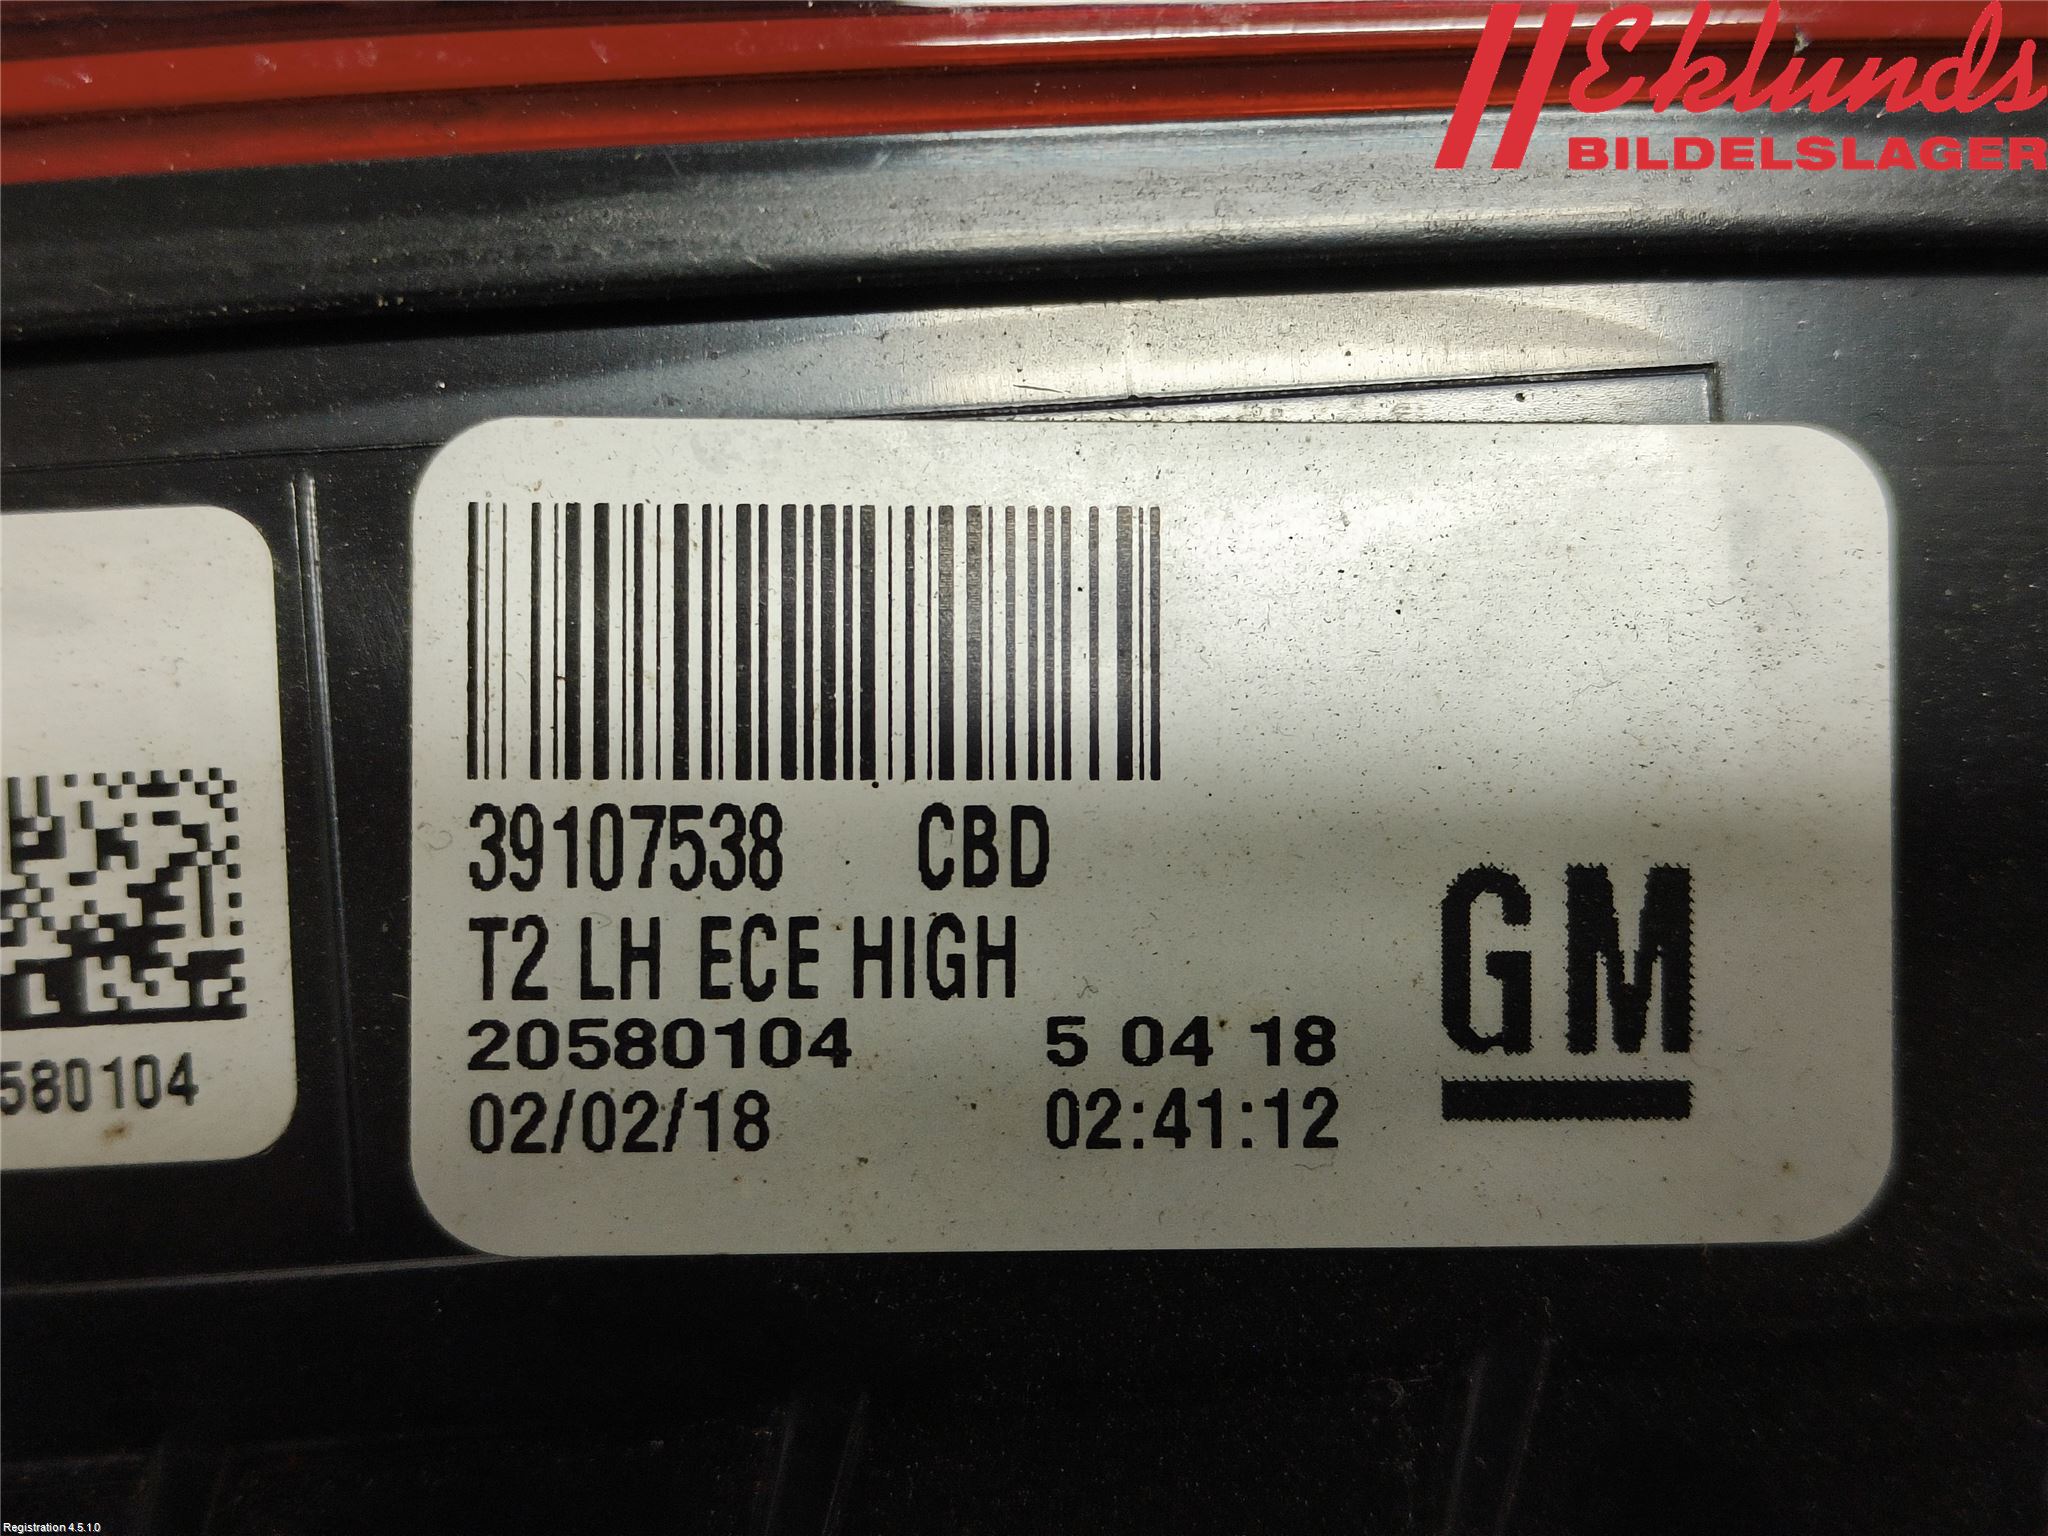 Eklunds
BILDELSLAGER
39107538 CBD
T2 LH ECE HIGH
20580104 5 04 18
02/02/18 02:41:12
GM
580104
Registration 4.5.1.0